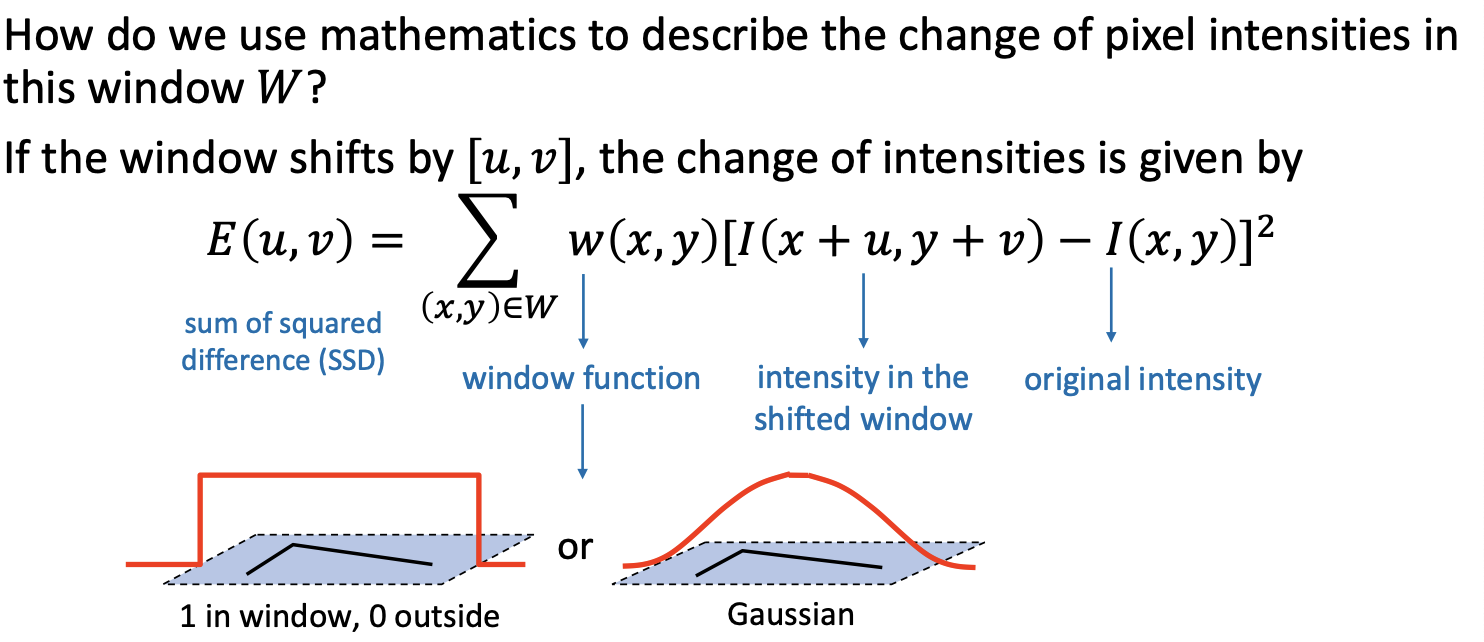 How do we use mathematics to describe the change of pixel intensities in
this window W?
If the window shifts by [u, v], the change of intensities is given by
E(u, v) = ∑ w(x, y)[I(x + u, y + v) − I(x, y)]²
(x,y)∈W
sum of squared
difference (SSD)
window function
intensity in the
shifted window
original intensity
or
1 in window, 0 outside
Gaussian